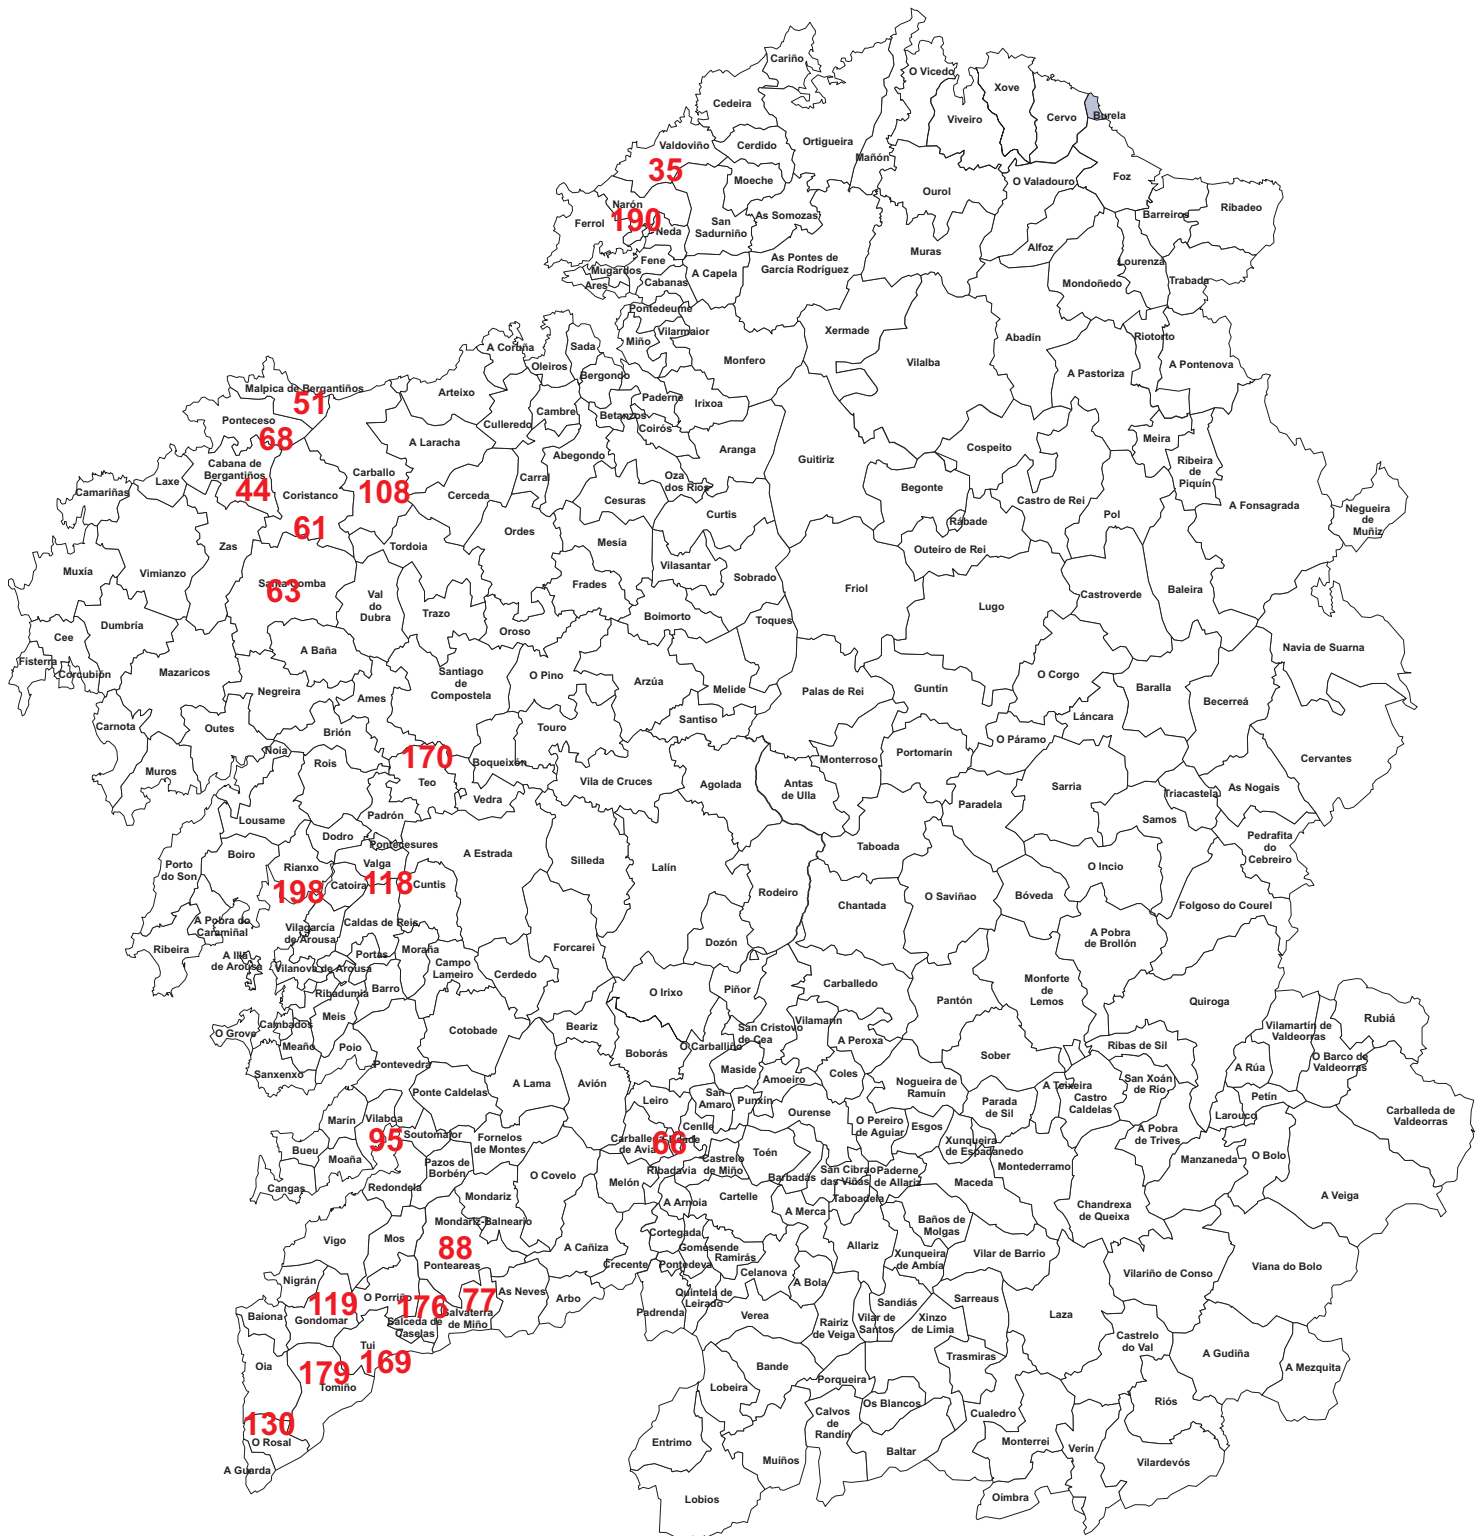 Cariño
O Vicedo
Xove
Cedeira
Viveiro
Cervo
Burela
Valdoviño
Cerdido
Ortigueira
Mañón
35
Moeche
Ourol
O Valadouro
Foz
Narón
190
Ferrol
Neda
San
Sadurniño
As Somozas
Barreiros
Ribadeo
Alfoz
Muras
As Pontes de
García Rodríguez
Fene
Mugardos
Ares
Cabanas
A Capela
Lourenza
Mondoñedo
Trabada
Pontedeume
Vilarmaior
Miño
Xermade
Abadín
Riotorto
A Coruña
Sada
Oleiros
Bergondo
Monfero
Vilalba
A Pastoriza
A Pontenova
Malpica de Bergantiños
51
Arteixo
Paderne
Irixoa
Ponteceso
68
Culleredo
Cambre
Betanzos
Coirós
A Laracha
Abegondo
Aranga
Guitiriz
Cospeito
Meira
Cabana de
Bergantiños
44
Laxe
Camariñas
Coristanco
Carballo
108
Carral
Cerceda
Oza
dos Ríos
Cesuras
Begonte
Castro de Rei
Ribeira
de
Piquín
A Fonsagrada
Negueira
de
Muñiz
Curtis
Rábade
Pol
61
Ordes
Mesía
Outeiro de Rei
Zas
Tordoia
Muxía
Vimianzo
Santa Comba
63
Val
do
Dubra
Frades
Vilasantar
Sobrado
Friol
Castroverde
Baleira
Trazo
Boimorto
Toques
Lugo
Dumbría
Cee
Oroso
Fisterra
Corcubión
Mazaricos
A Baña
Santiago
de
Compostela
O Pino
Arzúa
Melide
Palas de Rei
Guntín
O Corgo
Baralla
Navia de Suarna
Negreira
Ames
Becerreá
Carnota
Outes
Brión
Touro
Santiso
Láncara
O Páramo
Noia
Rois
170
Boqueixón
Portomarín
Monterroso
Cervantes
Muros
Teo
Vila de Cruces
Agolada
Antas
de Ulla
Sarria
As Nogais
Triacastela
Vedra
Paradela
Lousame
Padrón
Samos
Dodro
Pontecesures
Pedrafita
do
Cebreiro
Boiro
Porto
do Son
Rianxo
198
Valga
118
Catoira
Cuntis
A Estrada
Silleda
Lalín
Rodeiro
Taboada
O Incio
O Saviñao
Bóveda
Chantada
Folgoso do Courel
A Pobra do
Caramiñal
Vilagarcía
de Arousa
Caldas de Reis
A Pobra
de Brollón
Ribeira
A Illa
de Arousa
Portas
Moraña
Campo
Lameiro
Forcarei
Dozón
Vilanova de Arousa
Cerdedo
Ribadumia
Barro
O Irixo
Piñor
Carballedo
Monforte
de
Lemos
Pantón
Quiroga
O Grove
Cambados
Meis
Meaño
Poio
Cotobade
Beariz
San Cristovo
de Cea
Vilamarín
A Peroxa
Vilamartín de
Valdeorras
Rubiá
Sanxenxo
Pontevedra
Boborás
O Carballiño
Sober
Ribas de Sil
O Barco de
Valdeorras
A Lama
Avión
Maside
Amoeiro
Coles
Nogueira de
Ramuín
A Teixeira
Castro
Caldelas
San Xoán
de Río
A Rúa
Petín
Ponte Caldelas
Leiro
San
Amaro
Punxín
Ourense
Parada
de Sil
Larouco
Carballeda de
Valdeorras
Marín
Vilaboa
95
Soutomaior
Fornelos
de Montes
Cenlle
O Pereiro
de Aguiar
Esgos
A Pobra
de Trives
Carballeda
de Avia
66
Bueu
Moaña
Pazos de
Borbén
Toén
Xunqueira
de Espadanedo
Manzaneda
O Bolo
O Covelo
Ribadavia
Castrelo
de Miño
San Cibrao
das Viñas
Paderne
de Allariz
Montederramo
Cangas
Redondela
Melón
Barbadás
Maceda
Mondariz
A Arnoia
Cartelle
Taboadela
A Merca
Chandrexa
de Queixa
A Veiga
Mondariz-Balneario
Cortegada
Baños de
Molgas
Vigo
Mos
88
A Cañiza
Gomesende
Ramirás
Allariz
Xunqueira
de Ambía
Vilar de Barrio
Ponteareas
Crecente
Pontedeva
Celanova
A Bola
Vilariño de Conso
Viana do Bolo
Nigrán
119
O Porriño
176
77
As Neves
Arbo
Quintela de
Leirado
Sandiás
Sarreaus
Baiona
Gondomar
Salceda de
Caselas
Salvaterra
de Miño
Padrenda
Verea
Rairiz
de Veiga
Vilar de
Santos
Xinzo
de Limia
Laza
Tui
169
Castrelo
do Val
Oia
179
Tomiño
Bande
Trasmiras
A Gudiña
A Mezquita
Lobeira
Porqueira
130
O Rosal
Calvos
de
Randín
Os Blancos
Cualedro
Riós
Entrimo
Monterrei
Verín
A Guarda
Muíños
Baltar
Vilardevós
Lobios
Oímbra